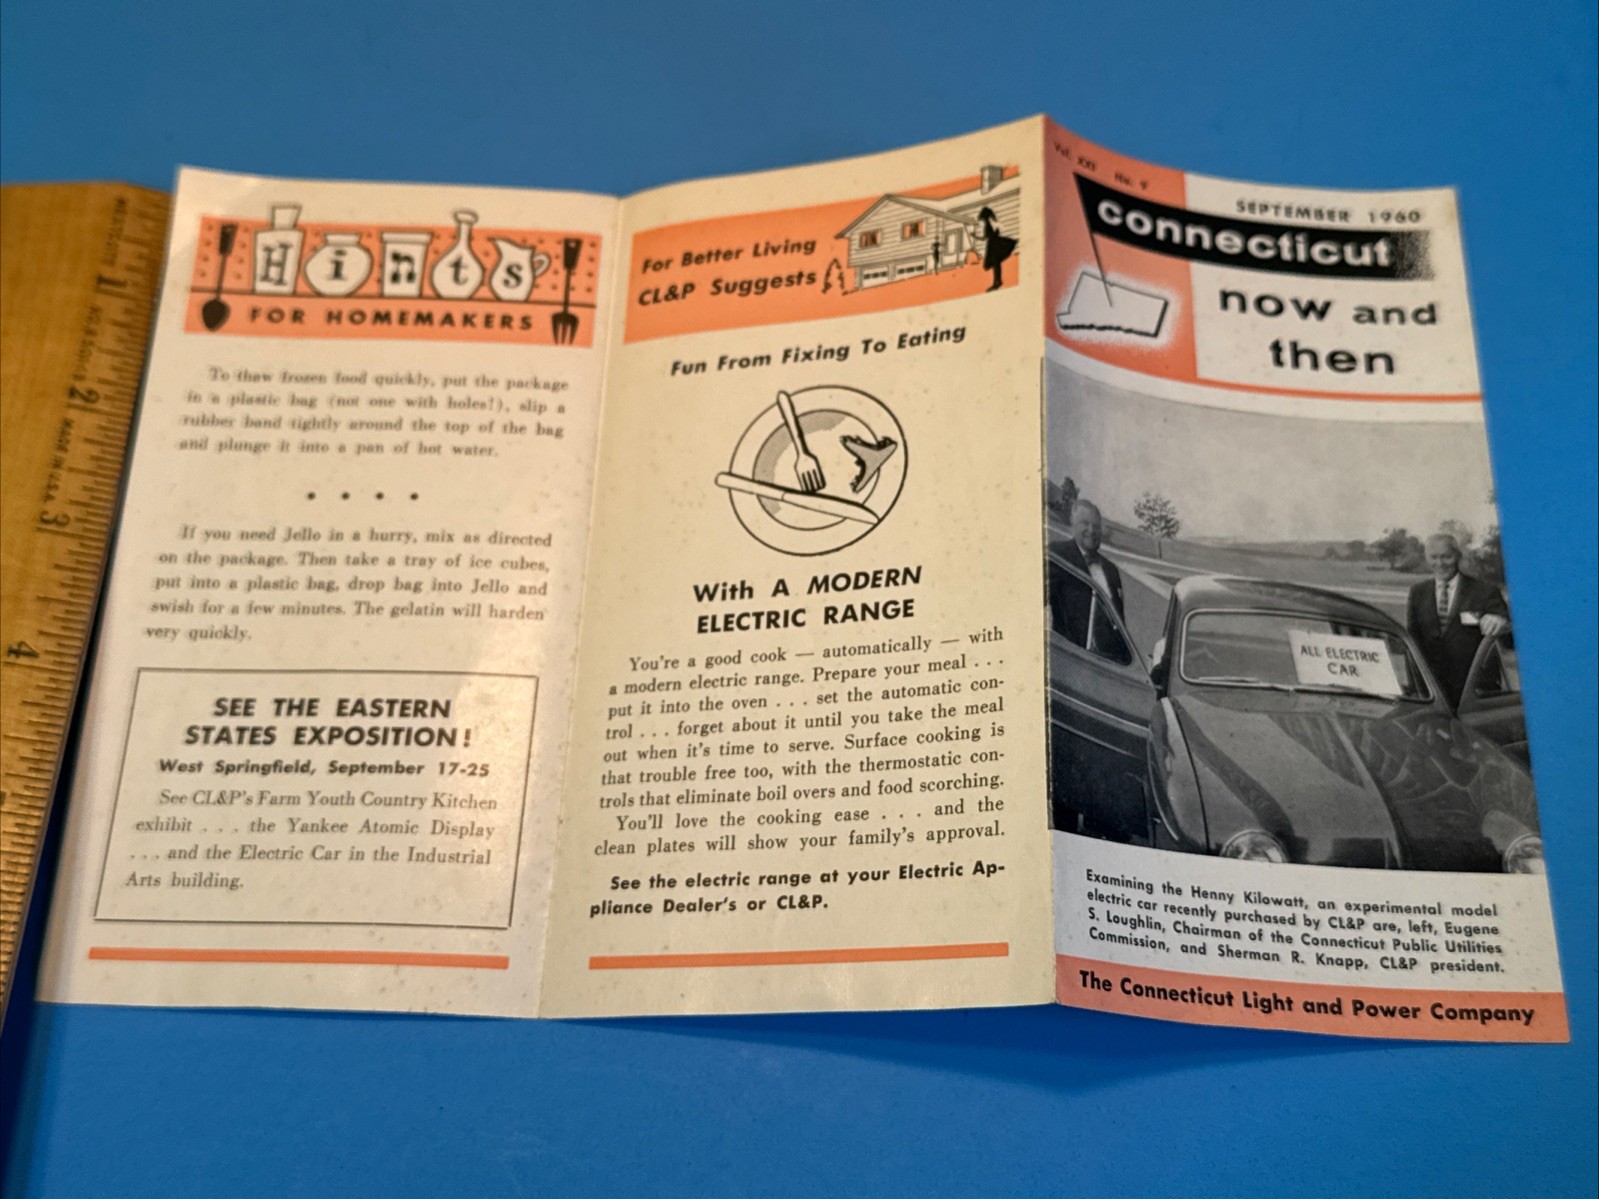 1
2
3
4
MADE IN U.S.A.
Hints
FOR HOMEMAKERS
To thaw frozen food quickly, put the package
in a plastic bag (not one with holes!), slip a
rubber band tightly around the top of the bag
and plunge it into a pan of hot water.
If you need Jello in a hurry, mix as directed
on the package. Then take a tray of ice cubes,
put into a plastic bag, drop bag into Jello and
swish for a few minutes. The gelatin will harden
very quickly.
SEE THE EASTERN
STATES EXPOSITION!
West Springfield, September 17-25
See CL&P's Farm Youth Country Kitchen
exhibit . . . the Yankee Atomic Display
. . . and the Electric Car in the Industrial
Arts building.
For Better Living
CL&P Suggests
Fun From Fixing To Eating
With A MODERN
ELECTRIC RANGE
You're a good cook — automatically — with
a modern electric range. Prepare your meal . . .
put it into the oven . . . set the automatic con-
trol . . . forget about it until you take the meal
out when it's time to serve. Surface cooking is
that trouble free too, with the thermostatic con-
trols that eliminate boil overs and food scorching.
You'll love the cooking ease . . . and the
clean plates will show your family's approval.
See the electric range at your Electric Ap-
pliance Dealer's or CL&P.
Vol. XXI No. 9
SEPTEMBER 1960
connecticut
now and
then
ALL ELECTRIC
CAR
Examining the Henny Kilowatt, an experimental model
electric car recently purchased by CL&P are, left, Eugene
S. Loughlin, Chairman of the Connecticut Public Utilities
Commission, and Sherman R. Knapp, CL&P president.
The Connecticut Light and Power Company